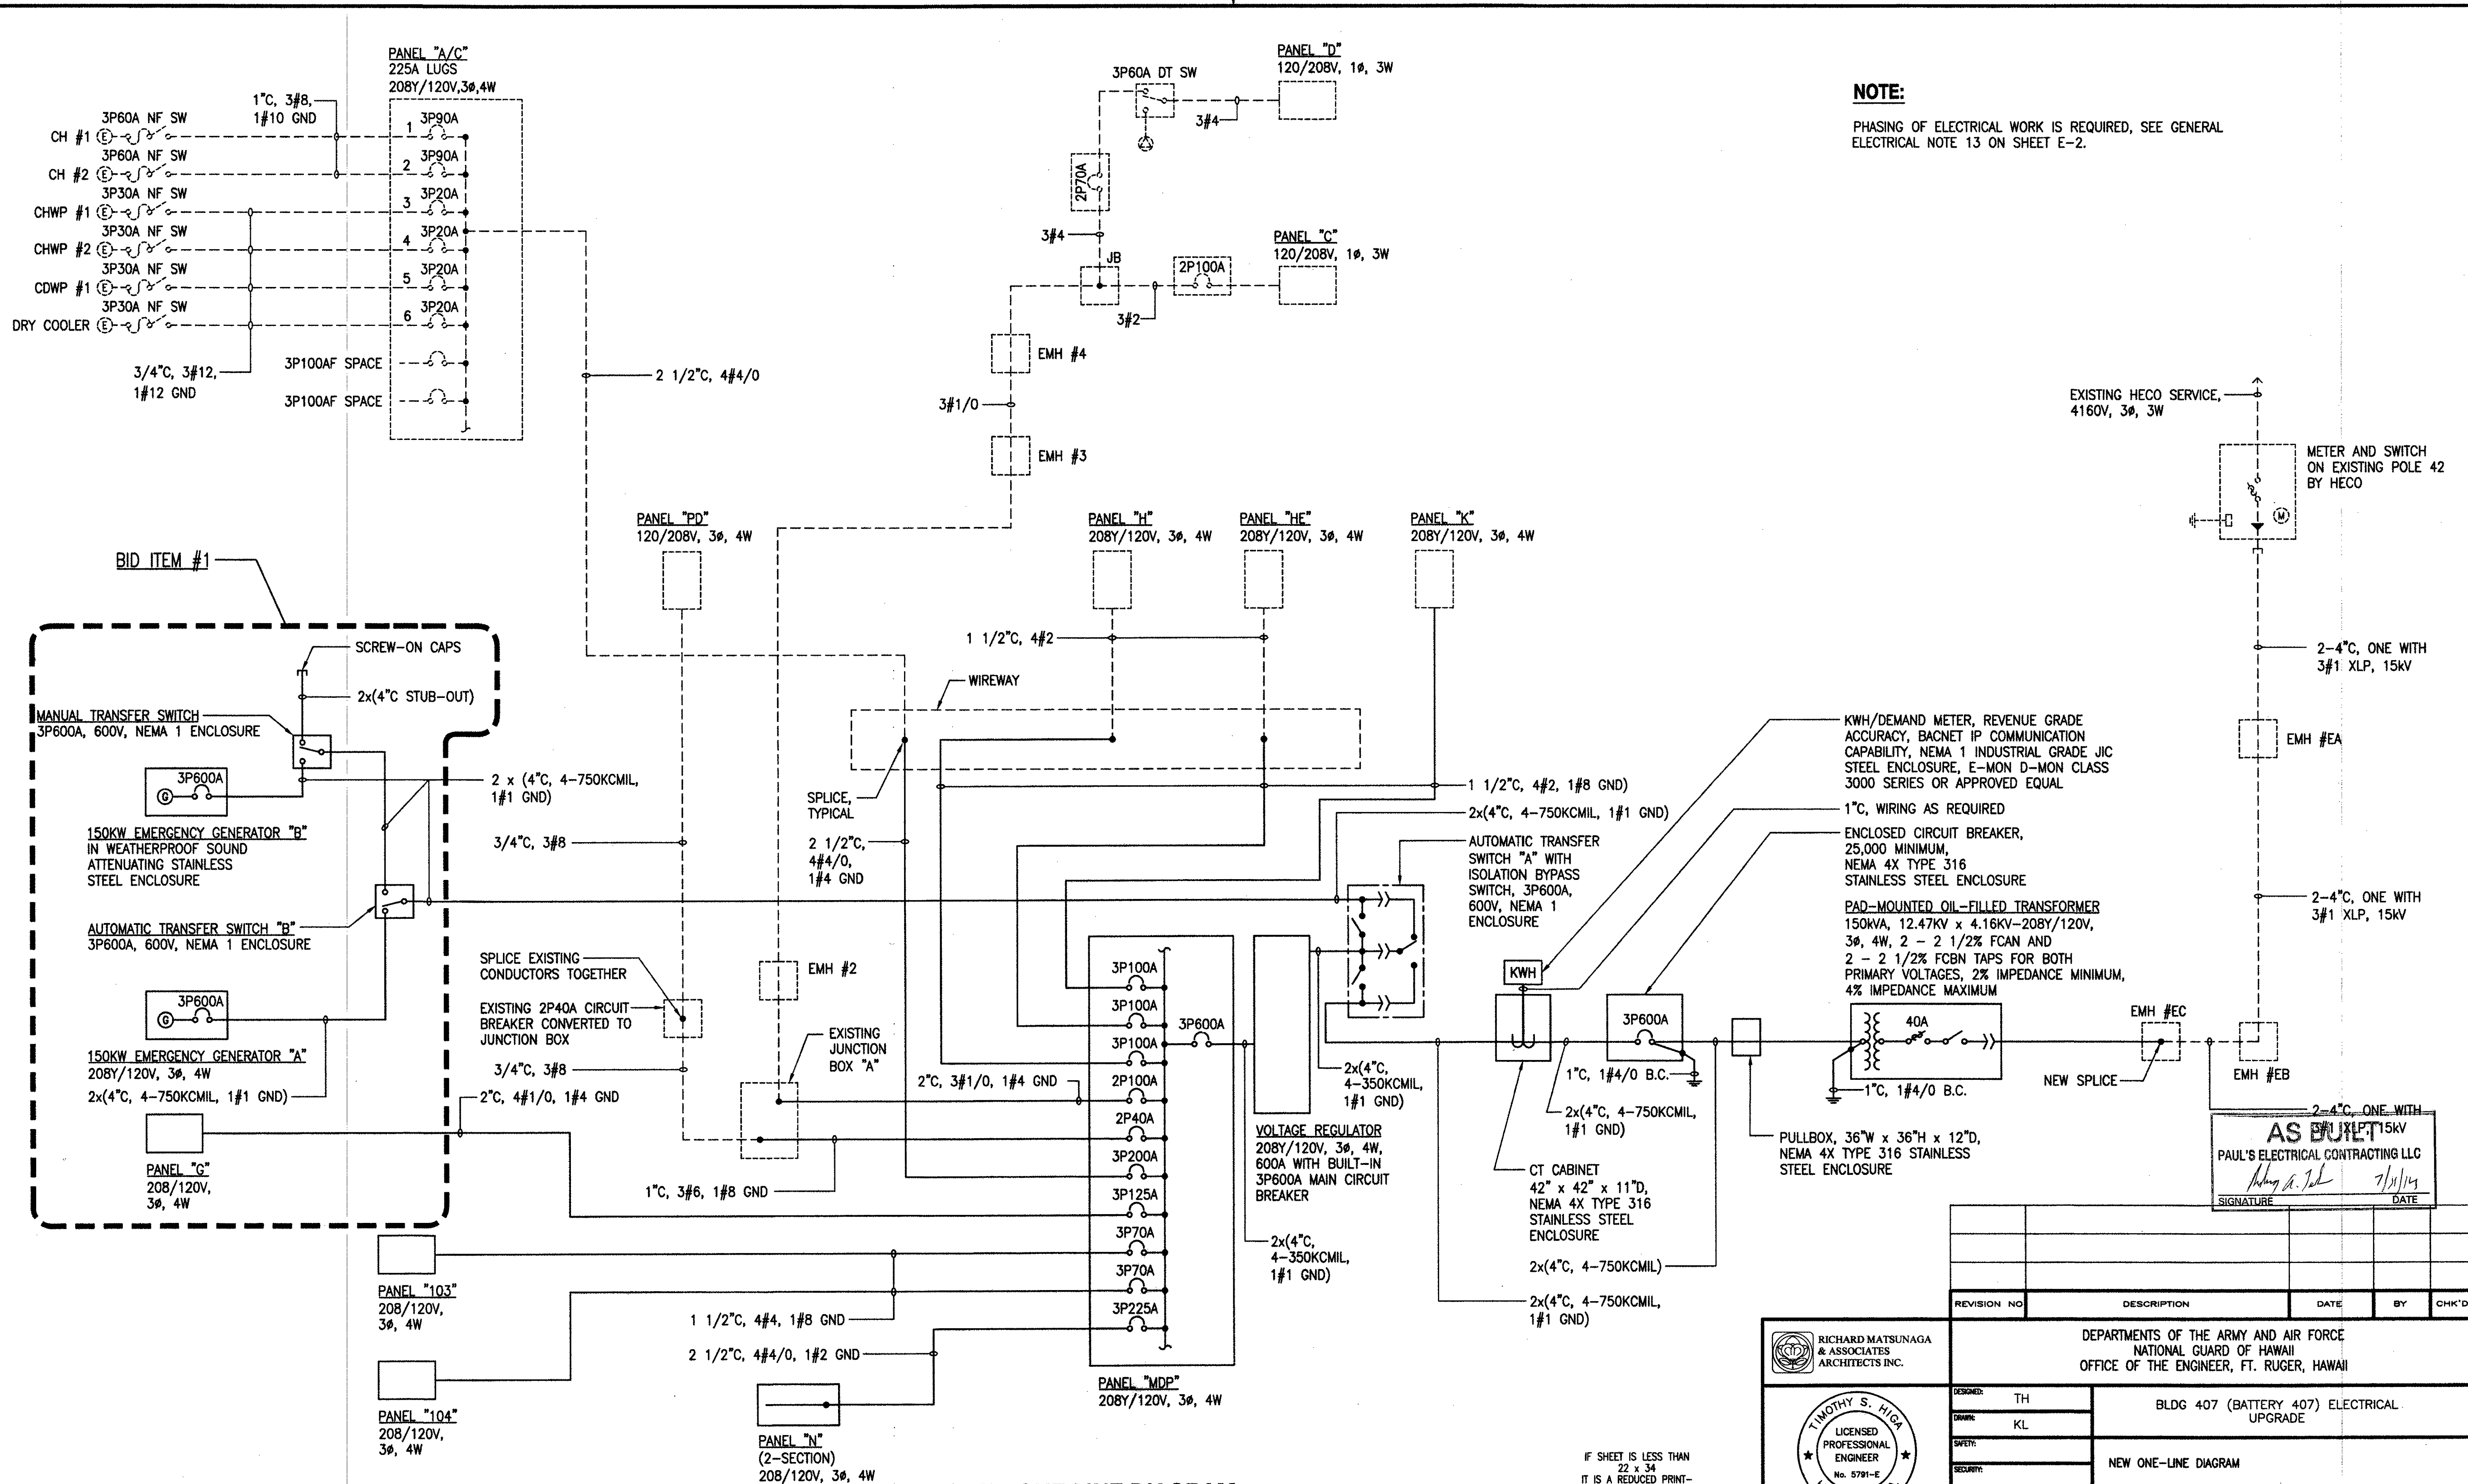 PANEL "A/C"
225A LUGS
208Y/120V,3ø,4W
1"C, 3#8,
1#10 GND
3P60A NF SW
CH #1 E
3P60A NF SW
CH #2 E
3P30A NF SW
CHWP #1 E
3P30A NF SW
CHWP #2 E
3P30A NF SW
CDWP #1 E
3P30A NF SW
DRY COOLER E
1 3P90A
2 3P90A
3 3P20A
4 3P20A
5 3P20A
6 3P20A
3P100AF SPACE
3P100AF SPACE
3/4"C, 3#12,
1#12 GND
2 1/2"C, 4#4/0
3P60A DT SW
PANEL "D"
120/208V, 1ø, 3W
3#4
2P70A
3#4
JB
2P100A
PANEL "C"
120/208V, 1ø, 3W
3#2
EMH #4
3#1/0
EMH #3
NOTE:
PHASING OF ELECTRICAL WORK IS REQUIRED, SEE GENERAL
ELECTRICAL NOTE 13 ON SHEET E-2.
EXISTING HECO SERVICE,
4160V, 3ø, 3W
METER AND SWITCH
ON EXISTING POLE 42
BY HECO
M
2-4"C, ONE WITH
3#1 XLP, 15kV
EMH #EA
2-4"C, ONE WITH
3#1 XLP, 15kV
PANEL "PD"
120/208V, 3ø, 4W
PANEL "H"
208Y/120V, 3ø, 4W
PANEL "HE"
208Y/120V, 3ø, 4W
PANEL "K"
208Y/120V, 3ø, 4W
1 1/2"C, 4#2
WIREWAY
SPLICE,
TYPICAL
2 1/2"C,
4#4/0,
1#4 GND
3/4"C, 3#8
1 1/2"C, 4#2, 1#8 GND)
2x(4"C, 4-750KCMIL, 1#1 GND)
AUTOMATIC TRANSFER
SWITCH "A" WITH
ISOLATION BYPASS
SWITCH, 3P600A,
600V, NEMA 1
ENCLOSURE
BID ITEM #1
SCREW-ON CAPS
2x(4"C STUB-OUT)
MANUAL TRANSFER SWITCH
3P600A, 600V, NEMA 1 ENCLOSURE
3P600A
G
2 x (4"C, 4-750KCMIL,
1#1 GND)
150KW EMERGENCY GENERATOR "B"
IN WEATHERPROOF SOUND
ATTENUATING STAINLESS
STEEL ENCLOSURE
AUTOMATIC TRANSFER SWITCH "B"
3P600A, 600V, NEMA 1 ENCLOSURE
3P600A
G
150KW EMERGENCY GENERATOR "A"
208Y/120V, 3ø, 4W
2x(4"C, 4-750KCMIL, 1#1 GND)
PANEL "G"
208/120V,
3ø, 4W
2"C, 4#1/0, 1#4 GND
SPLICE EXISTING
CONDUCTORS TOGETHER
EXISTING 2P40A CIRCUIT
BREAKER CONVERTED TO
JUNCTION BOX
3/4"C, 3#8
EMH #2
EXISTING
JUNCTION
BOX "A"
2"C, 3#1/0, 1#4 GND
1"C, 3#6, 1#8 GND
3P100A
3P100A
3P100A
2P100A
2P40A
3P200A
3P125A
3P70A
3P70A
3P225A
3P600A
PANEL "MDP"
208Y/120V, 3ø, 4W
PANEL "103"
208/120V,
3ø, 4W
PANEL "104"
208/120V,
3ø, 4W
1 1/2"C, 4#4, 1#8 GND
2 1/2"C, 4#4/0, 1#2 GND
PANEL "N"
(2-SECTION)
208/120V, 3ø, 4W
VOLTAGE REGULATOR
208Y/120V, 3ø, 4W,
600A WITH BUILT-IN
3P600A MAIN CIRCUIT
BREAKER
2x(4"C,
4-350KCMIL,
1#1 GND)
2x(4"C,
4-350KCMIL,
1#1 GND)
KWH/DEMAND METER, REVENUE GRADE
ACCURACY, BACNET IP COMMUNICATION
CAPABILITY, NEMA 1 INDUSTRIAL GRADE JIC
STEEL ENCLOSURE, E-MON D-MON CLASS
3000 SERIES OR APPROVED EQUAL
1"C, WIRING AS REQUIRED
ENCLOSED CIRCUIT BREAKER,
25,000 MINIMUM,
NEMA 4X TYPE 316
STAINLESS STEEL ENCLOSURE
PAD-MOUNTED OIL-FILLED TRANSFORMER
150kVA, 12.47KV x 4.16KV-208Y/120V,
3ø, 4W, 2 - 2 1/2% FCAN AND
2 - 2 1/2% FCBN TAPS FOR BOTH
PRIMARY VOLTAGES, 2% IMPEDANCE MINIMUM,
4% IMPEDANCE MAXIMUM
KWH
3P600A
40A
1"C, 1#4/0 B.C.
1"C, 1#4/0 B.C.
EMH #EC
NEW SPLICE
EMH #EB
2-4"C, ONE WITH
3#1 XLP, 15kV
2x(4"C, 4-750KCMIL,
1#1 GND)
CT CABINET
42" x 42" x 11"D,
NEMA 4X TYPE 316
STAINLESS STEEL
ENCLOSURE
2x(4"C, 4-750KCMIL)
2x(4"C, 4-750KCMIL,
1#1 GND)
PULLBOX, 36"W x 36"H x 12"D,
NEMA 4X TYPE 316 STAINLESS
STEEL ENCLOSURE
AS BUILT
PAUL'S ELECTRICAL CONTRACTING LLC
7/11/14
SIGNATURE DATE
REVISION NO DESCRIPTION DATE BY CHK'D
RICHARD MATSUNAGA
& ASSOCIATES
ARCHITECTS INC.
DEPARTMENTS OF THE ARMY AND AIR FORCE
NATIONAL GUARD OF HAWAII
OFFICE OF THE ENGINEER, FT. RUGER, HAWAII
DESIGNED: TH
DRAWN: KL
SAFETY:
SECURITY:
BLDG 407 (BATTERY 407) ELECTRICAL
UPGRADE
NEW ONE-LINE DIAGRAM
TIMOTHY S. HIGA
LICENSED
PROFESSIONAL
ENGINEER
No. 5791-E
IF SHEET IS LESS THAN
22 x 34
IT IS A REDUCED PRINT-